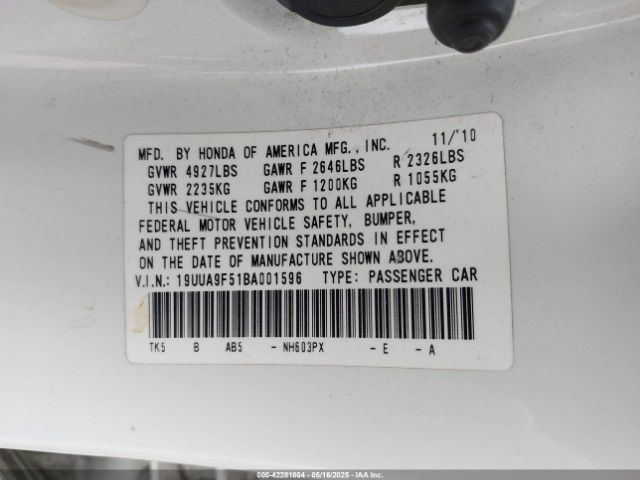 MFD. BY HONDA OF AMERICA MFG., INC. 11/'10
GVWR 4927LBS GAWR F 2646LBS R 2326LBS
GVWR 2235KG GAWR F 1200KG R 1055KG
THIS VEHICLE CONFORMS TO ALL APPLICABLE
FEDERAL MOTOR VEHICLE SAFETY, BUMPER,
AND THEFT PREVENTION STANDARDS IN EFFECT
ON THE DATE OF MANUFACTURE SHOWN ABOVE.
V.I.N.: 19UUA9F51BA001596 TYPE: PASSENGER CAR
TK5 B AB5 - NH603PX - E - A
000-42281804 - 05/16/2025 - IAA Inc.